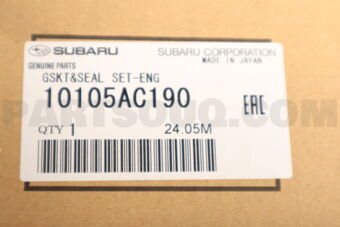 SUBARU
SUBARU CORPORATION
GENUINE PARTS
MADE IN JAPAN
GSKT&SEAL SET-ENG
10105AC190
EAC
QTY 1
24.05M
PARTSOUQ.COM